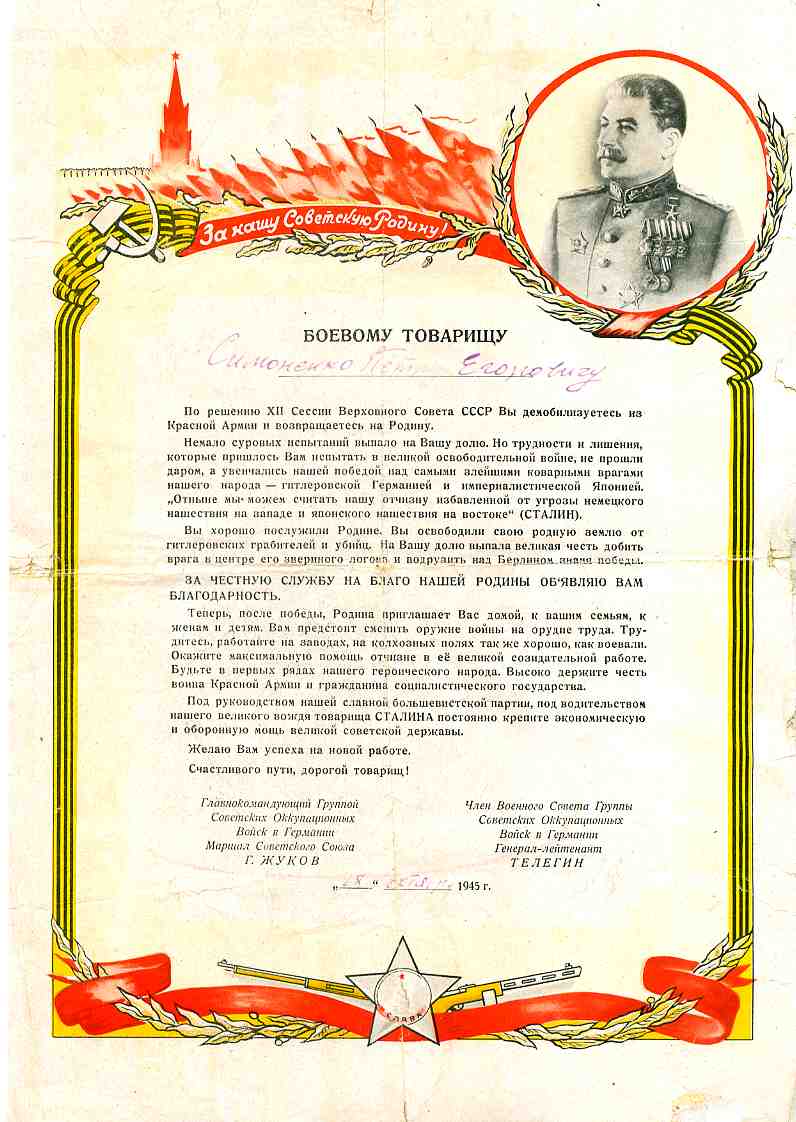 За нашу Советскую Родину!
БОЕВОМУ ТОВАРИЩУ
Симоненко Петр Егоровичу
По решению XII Сессии Верховного Совета СССР Вы демобилизуетесь из
Красной Армии и возвращаетесь на Родину.
Немало суровых испытаний выпало на Вашу долю. Но трудности и лишения,
которые пришлось Вам испытать в великой освободительной войне, не прошли
даром, а увенчались нашей победой над самыми злейшими коварными врагами
нашего народа — гитлеровской Германией и империалистической Японией.
„Отныне мы можем считать нашу отчизну избавленной от угрозы немецкого
нашествия на западе и японского нашествия на востоке“ (СТАЛИН).
Вы хорошо послужили Родине. Вы освободили свою родную землю от
гитлеровских грабителей и убийц. На Вашу долю выпала великая честь добить
врага в центре его звериного логова и водрузить над Берлином знамя победы.
ЗА ЧЕСТНУЮ СЛУЖБУ НА БЛАГО НАШЕЙ РОДИНЫ ОБ'ЯВЛЯЮ ВАМ
БЛАГОДАРНОСТЬ.
Теперь, после победы, Родина приглашает Вас домой, к вашим семьям, к
женам и детям. Вам предстоит сменить оружие войны на орудие труда. Тру-
дитесь, работайте на заводах, на колхозных полях так же хорошо, как воевали.
Окажите максимальную помощь отчизне в её великой созидательной работе.
Будьте в первых рядах нашего героического народа. Высоко держите честь
воина Красной Армии и гражданина социалистического государства.
Под руководством нашей славной большевистской партии, под водительством
нашего великого вождя товарища СТАЛИНА постоянно крепите экономическую
и оборонную мощь великой советской державы.
Желаю Вам успеха на новой работе.
Счастливого пути, дорогой товарищ!
Главнокомандующий Группой
Советских Оккупационных
Войск в Германии
Маршал Советского Союза
Г. ЖУКОВ
Член Военного Совета Группы
Советских Оккупационных
Войск в Германии
Генерал-лейтенант
ТЕЛЕГИН
„ “ 1945 г.
СЛАВА